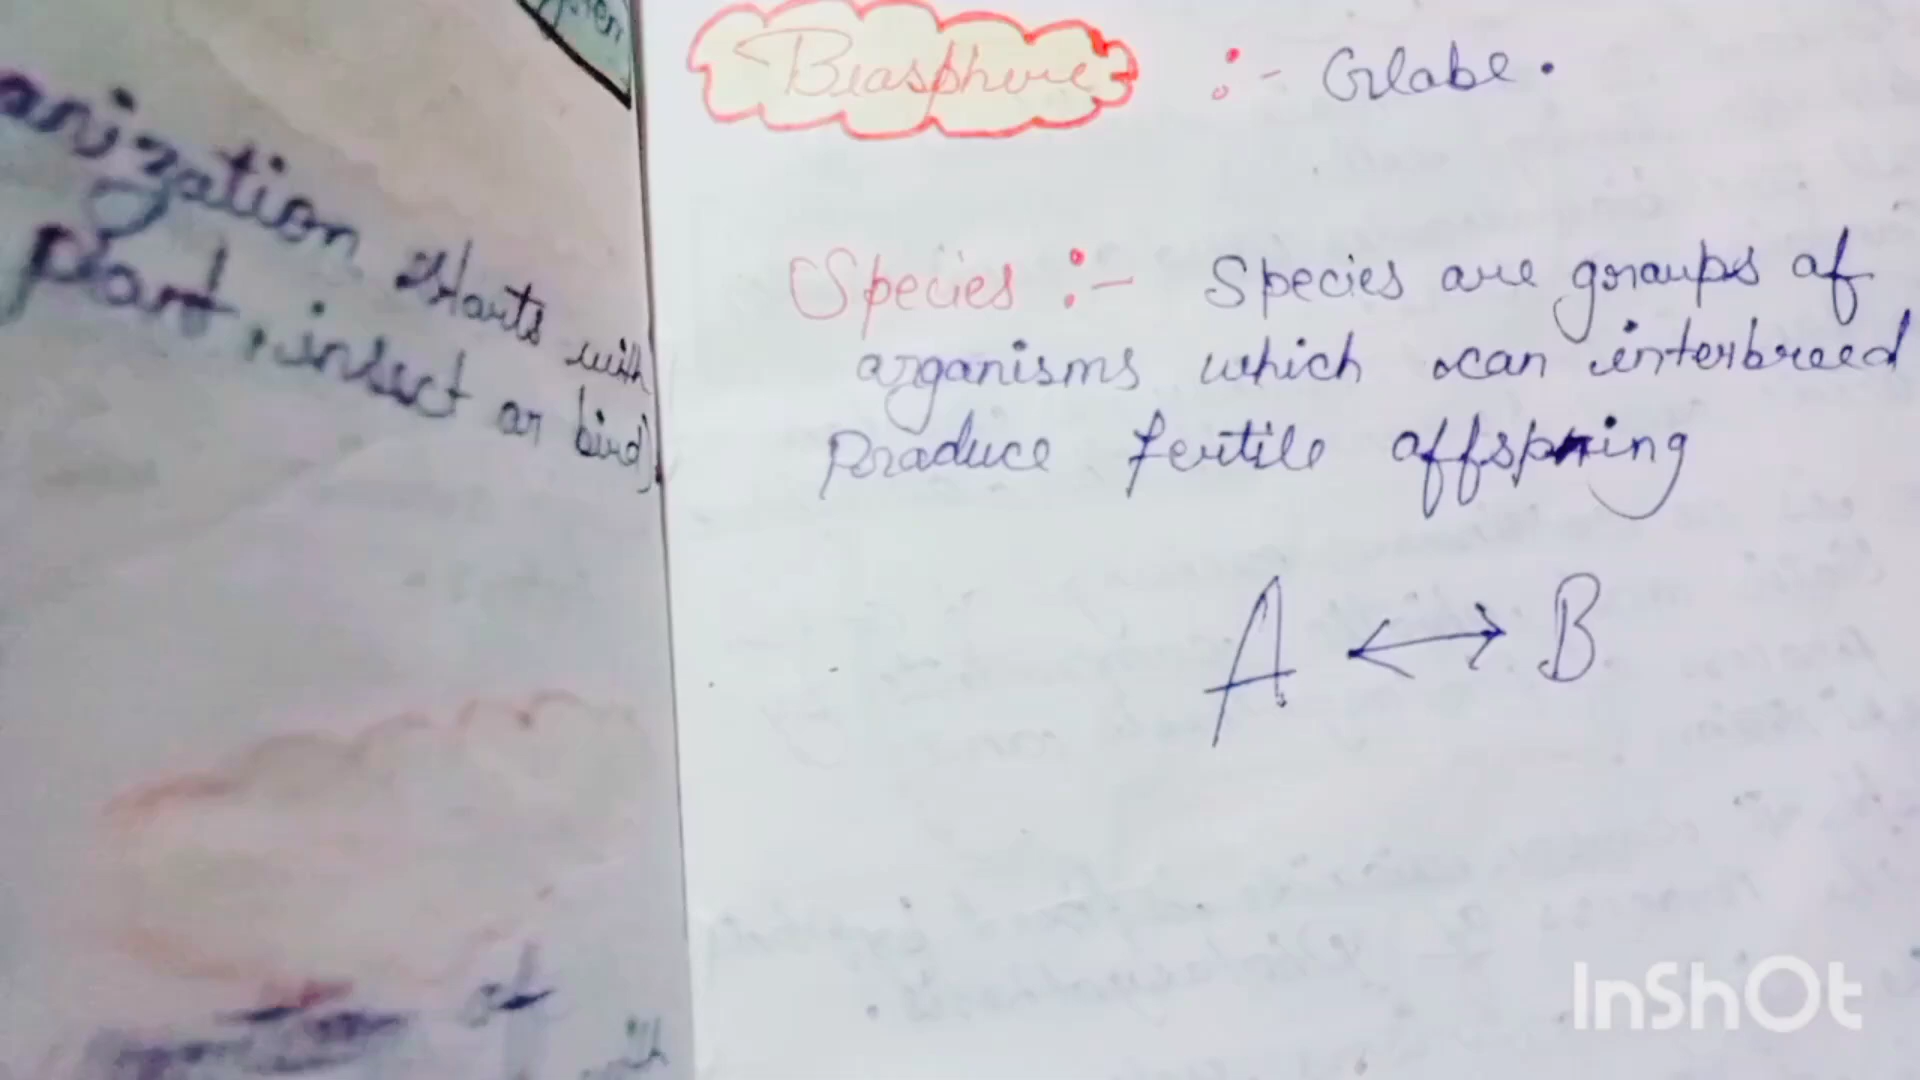 anization starts with
part, insect or bird).
Biosphere :- Globe.
Species :- Species are groups of
organisms which can interbreed
produce fertile offspring
A ↔ B
InShOt